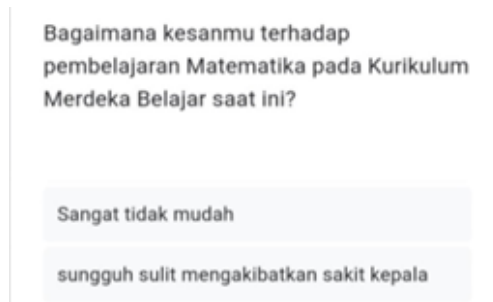 Bagaimana kesanmu terhadap
pembelajaran Matematika pada Kurikulum
Merdeka Belajar saat ini?
Sangat tidak mudah
sungguh sulit mengakibatkan sakit kepala